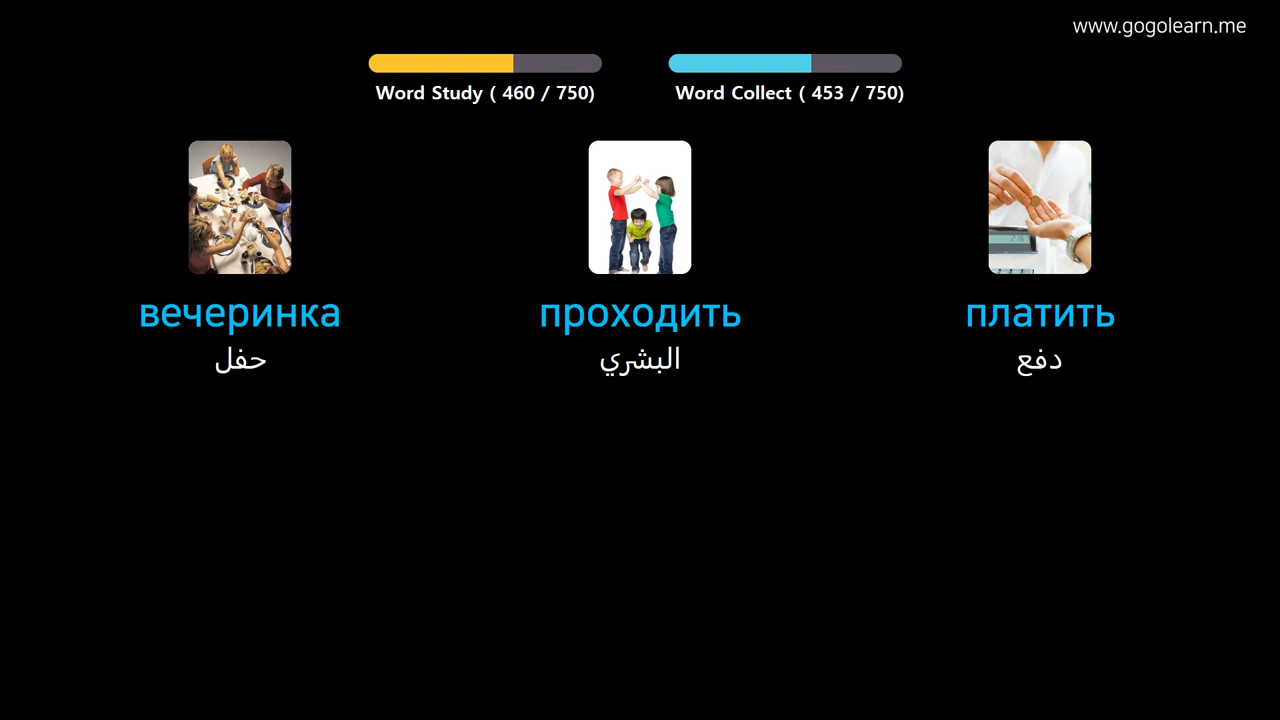 www.gogolearn.me
Word Study ( 460 / 750)
Word Collect ( 453 / 750)
вечеринка
проходить
платить
حفل
البشري
دفع